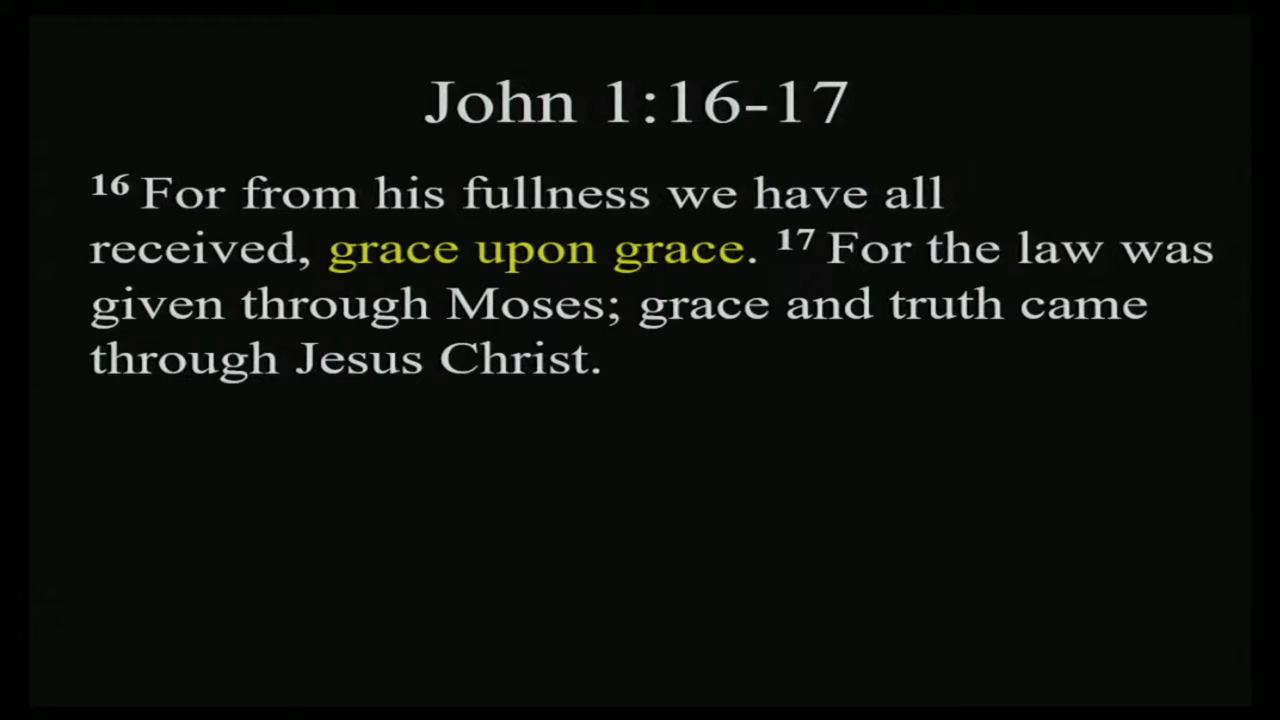 John 1:16-17
16 For from his fullness we have all
received, grace upon grace. 17 For the law was
given through Moses; grace and truth came
through Jesus Christ.